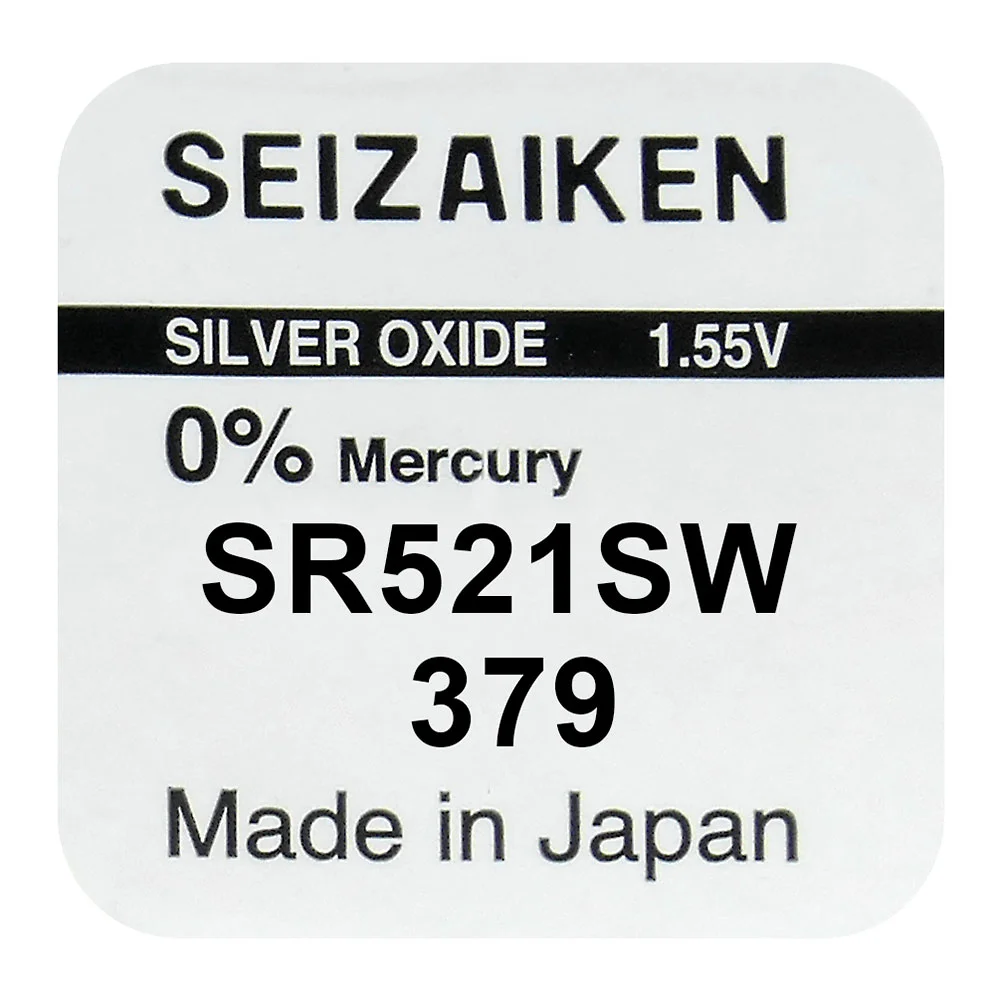 SEIZAIKEN
SILVER OXIDE 1.55V
0% Mercury
SR521SW
379
Made in Japan